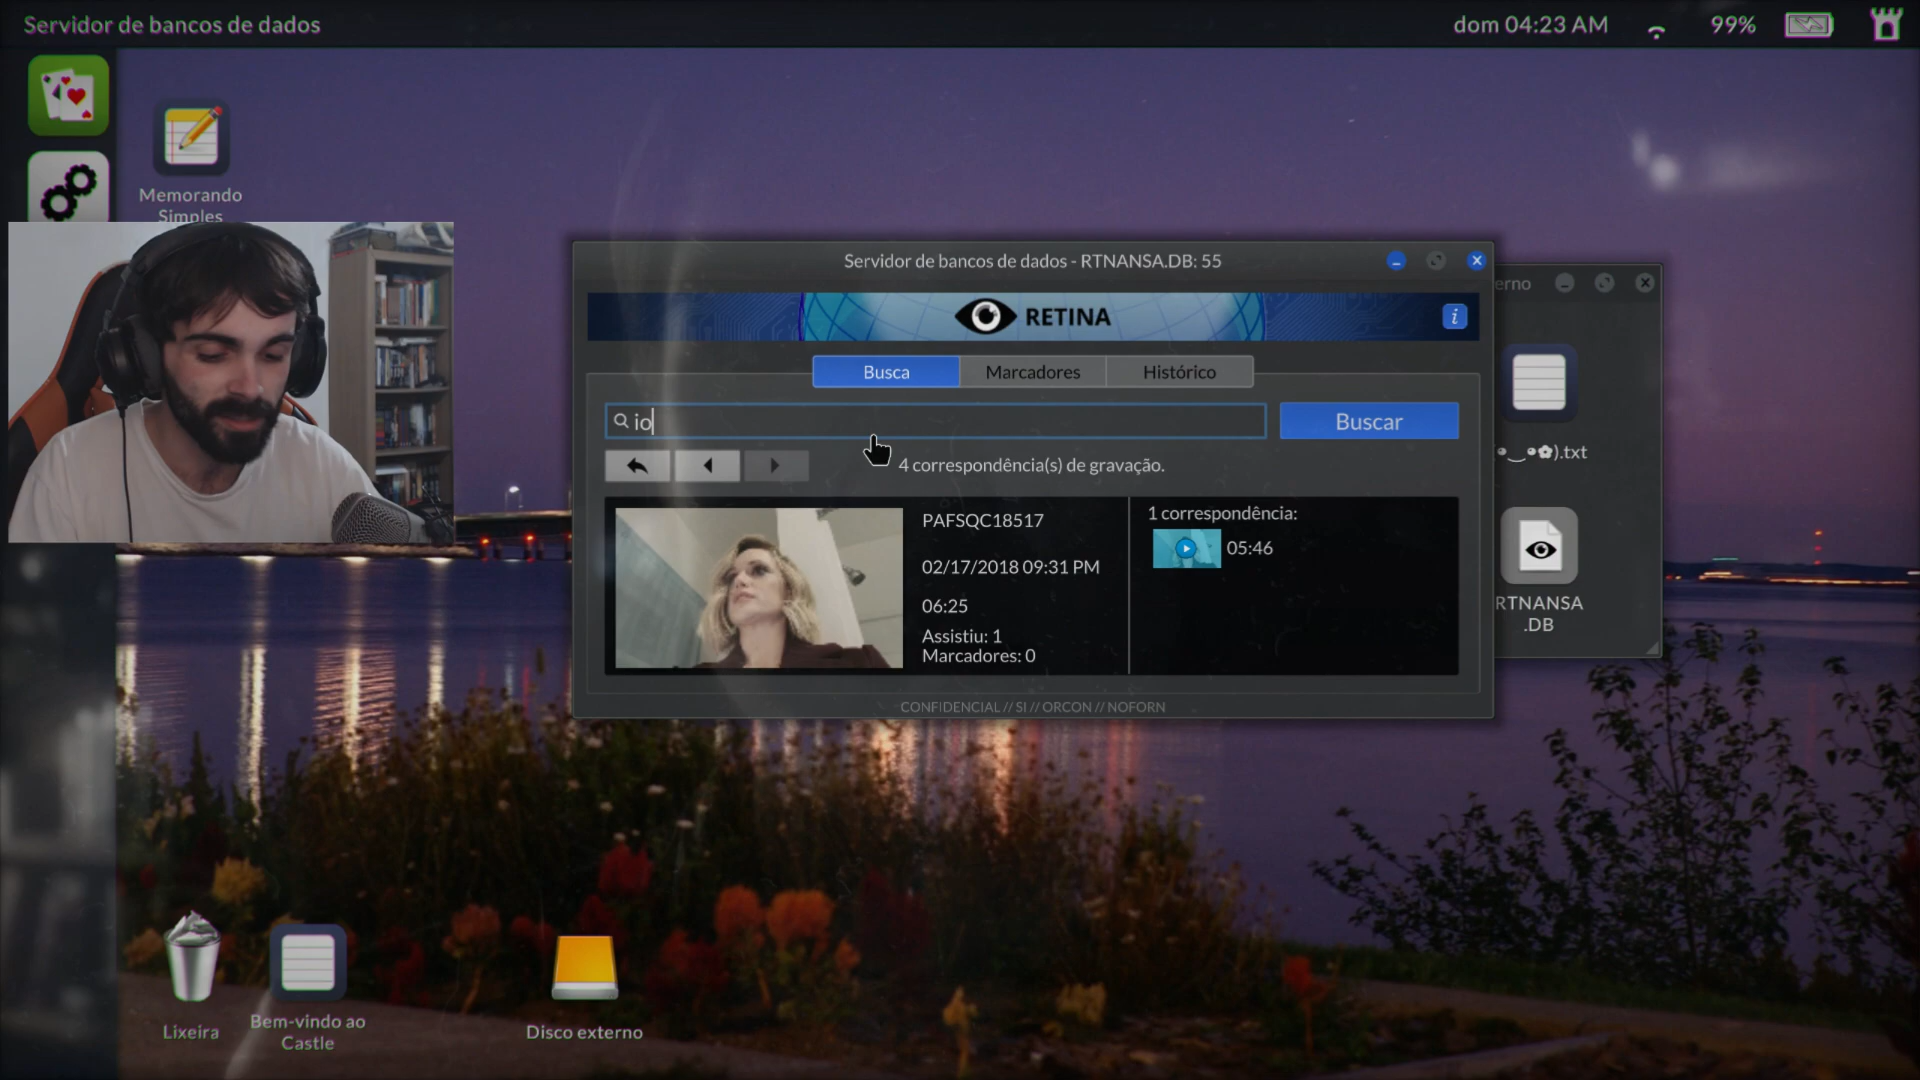 Servidor de bancos de dados
dom 04:23 AM
99%
Memorando
Simples
Servidor de bancos de dados - RTNANSA.DB: 55
erno
RETINA
i
Busca
Marcadores
Histórico
io
Buscar
4 correspondência(s) de gravação.
PAFSQC18517
02/17/2018 09:31 PM
06:25
Assistiu: 1
Marcadores: 0
1 correspondência:
05:46
CONFIDENCIAL // SI // ORCON // NOFORN
•‿•✿).txt
RTNANSA
.DB
Lixeira
Bem-vindo ao
Castle
Disco externo